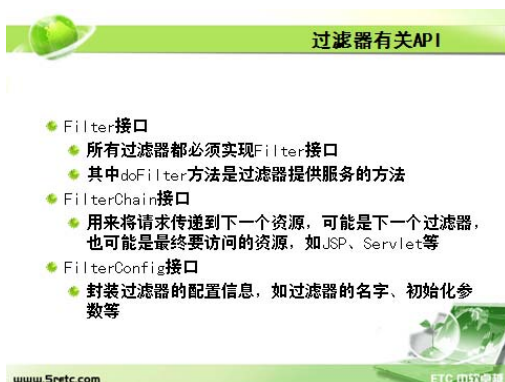 过滤器有关API
Filter接口
所有过滤器都必须实现Filter接口
其中doFilter方法是过滤器提供服务的方法
FilterChain接口
用来将请求传递到下一个资源，可能是下一个过滤器，
也可能是最终要访问的资源，如JSP、Servlet等
FilterConfig接口
封装过滤器的配置信息，如过滤器的名字、初始化参
数等
www.5retc.com
ETC-中软卓越